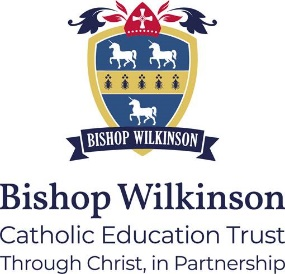 BISHOP WILKINSON
Bishop Wilkinson
Catholic Education Trust
Through Christ, in Partnership